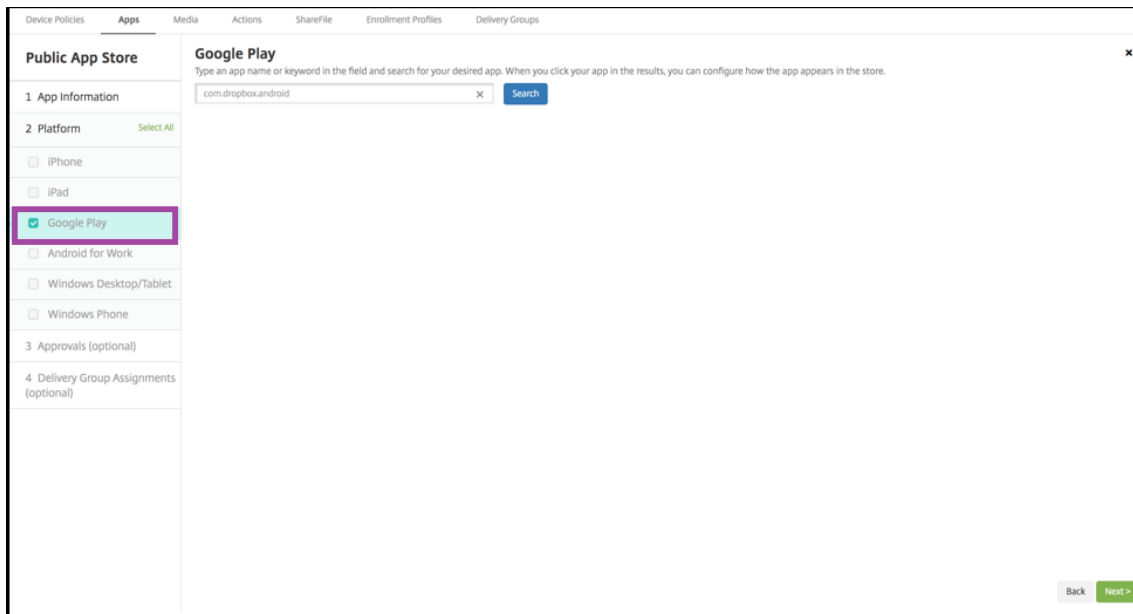 Device Policies Apps Media Actions ShareFile Enrollment Profiles Delivery Groups
Public App Store
1 App Information
2 Platform Select All
iPhone
iPad
Google Play
Android for Work
Windows Desktop/Tablet
Windows Phone
3 Approvals (optional)
4 Delivery Group Assignments
(optional)
Google Play
Type an app name or keyword in the field and search for your desired app. When you click your app in the results, you can configure how the app appears in the store.
com.dropbox.android Search
Back Next >